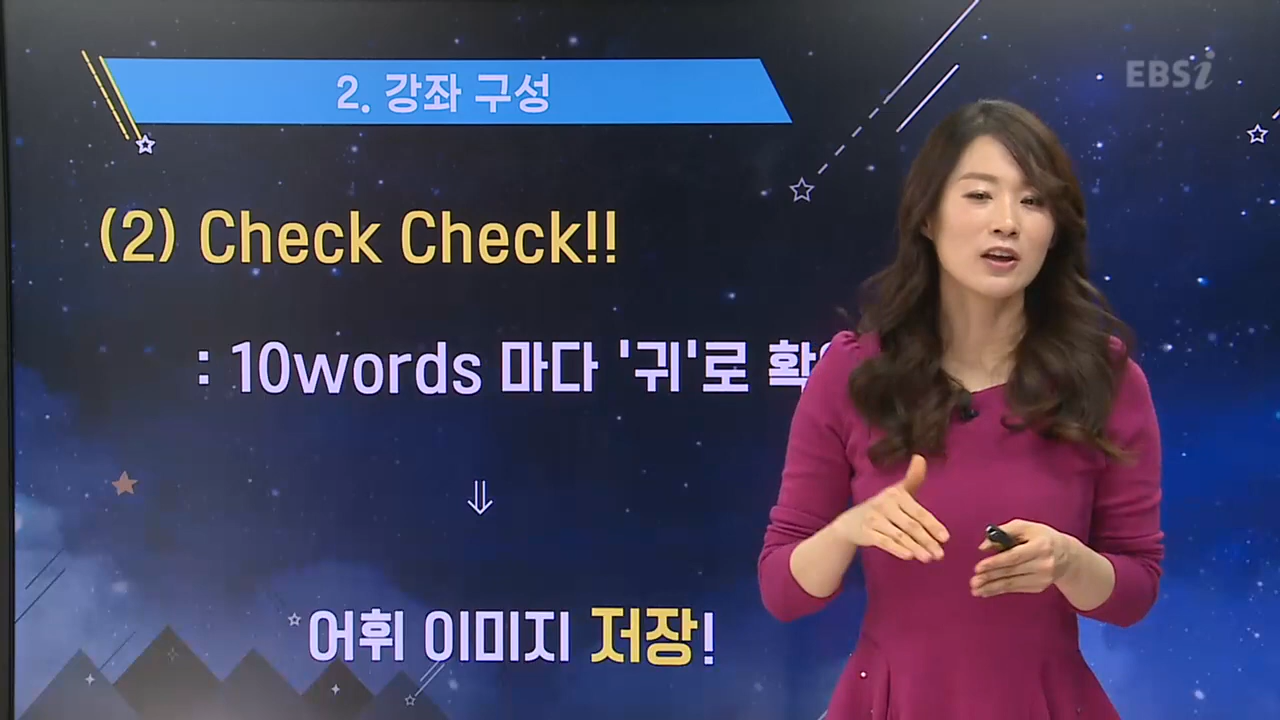 2. 강좌 구성
EBSi
(2) Check Check!!
: 10words 마다 '귀'로
⇓
어휘 이미지 저장!